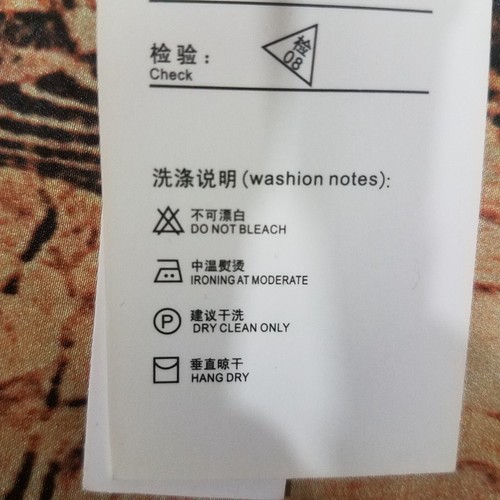 检验：
Check
检
08
洗涤说明(washion notes):
不可漂白
DO NOT BLEACH
中温熨烫
IRONING AT MODERATE
P
建议干洗
DRY CLEAN ONLY
垂直晾干
HANG DRY